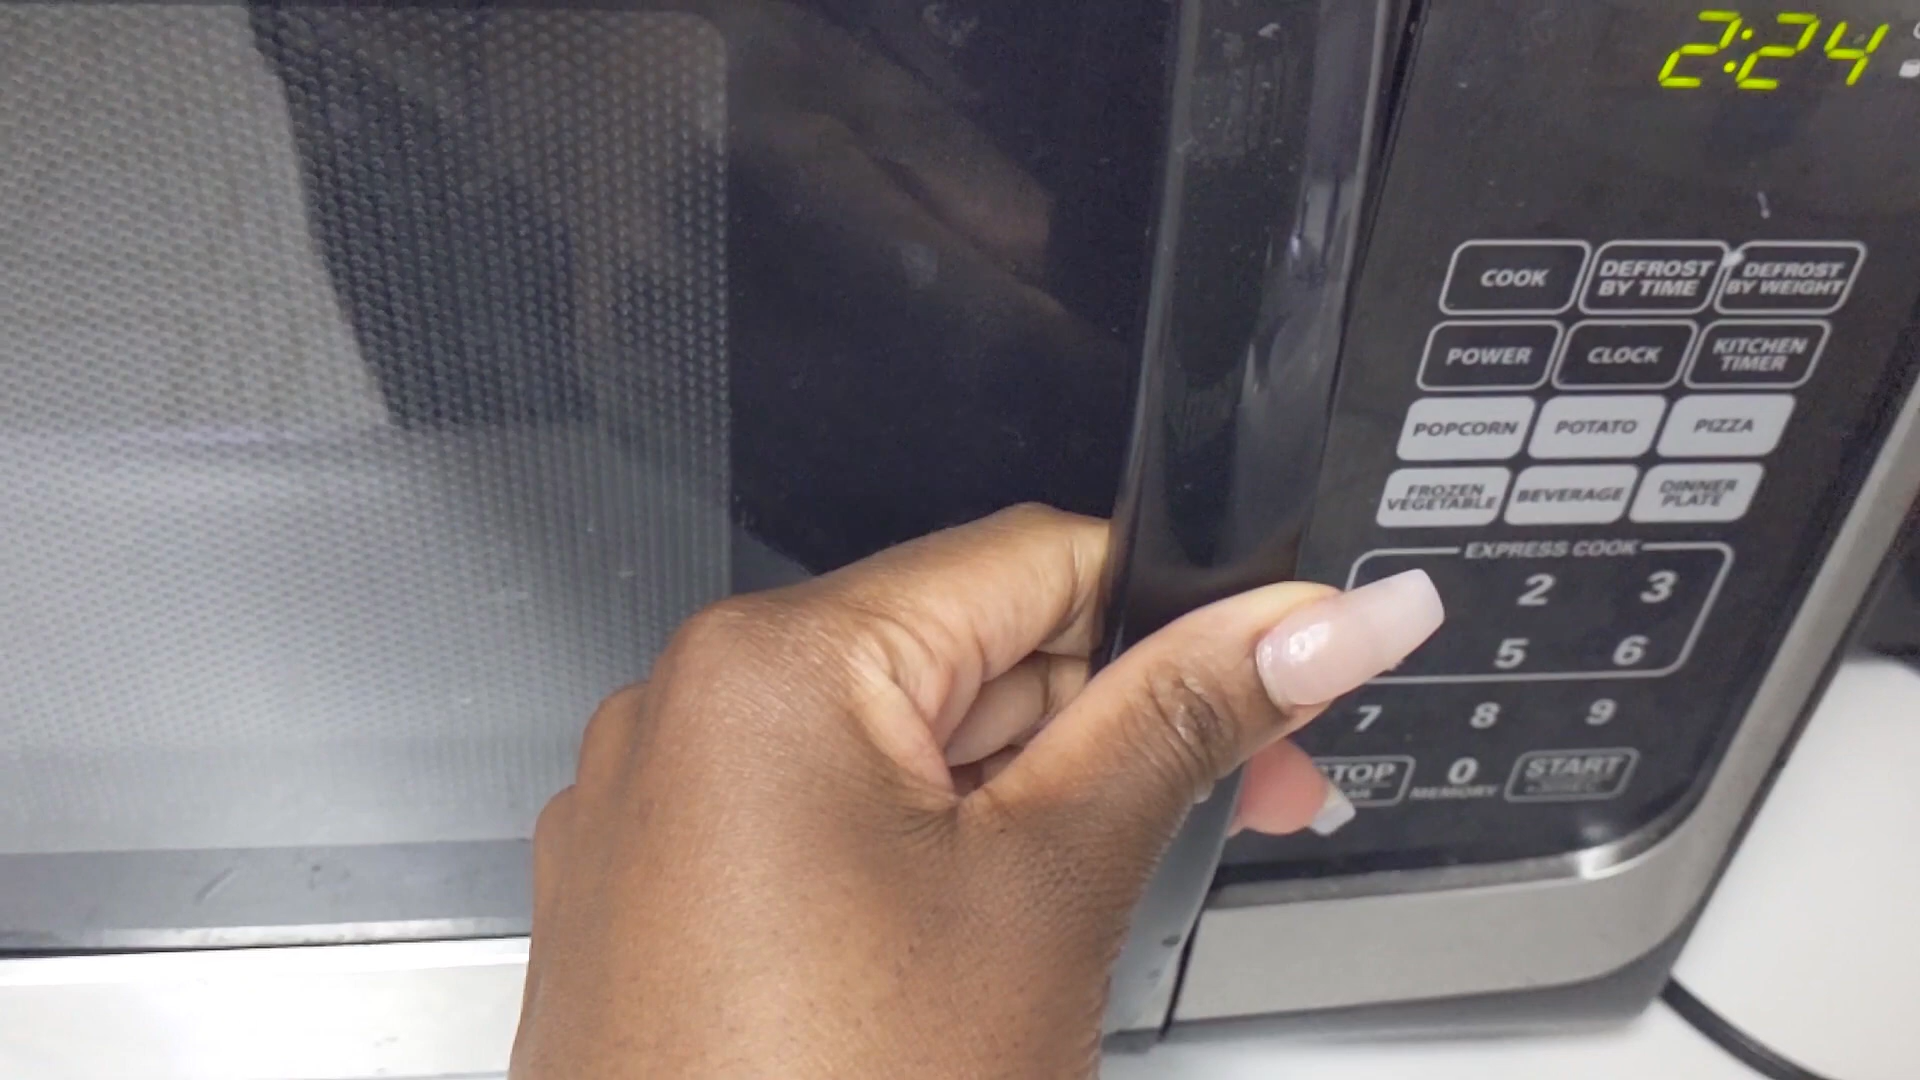 2:24
COOK
DEFROST
BY TIME
DEFROST
BY WEIGHT
POWER
CLOCK
KITCHEN
TIMER
POPCORN
POTATO
PIZZA
FROZEN
VEGETABLE
BEVERAGE
DINNER
PLATE
EXPRESS COOK
2 3
5 6
7 8 9
0
MEMORY
START